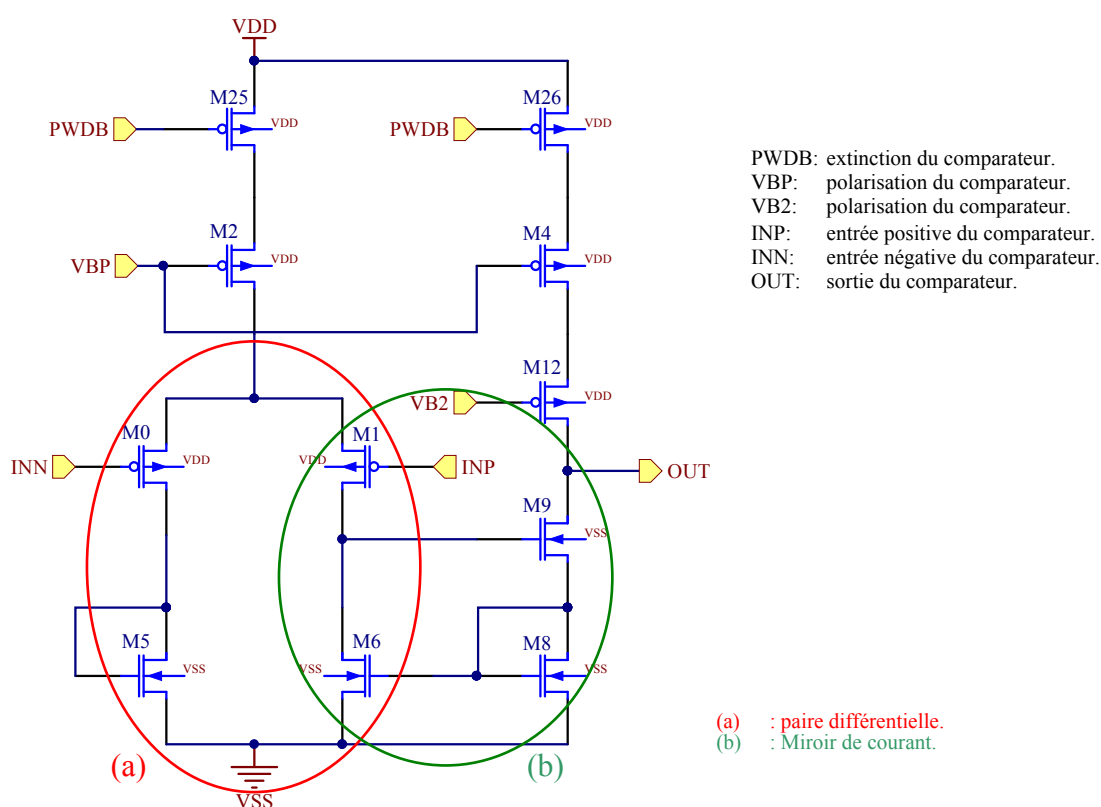 VDD
M25
M26
PWDB
VDD
PWDB
VDD
PWDB: extinction du comparateur.
VBP: polarisation du comparateur.
VB2: polarisation du comparateur.
INP: entrée positive du comparateur.
INN: entrée négative du comparateur.
OUT: sortie du comparateur.
M2
M4
VBP
VDD
VDD
M12
VB2
VDD
M0
M1
INN
VDD
VDD
INP
OUT
M9
VSS
M5
M6
M8
VSS
VSS
VSS
(a) : paire différentielle.
(b) : Miroir de courant.
(a)
(b)
VSS